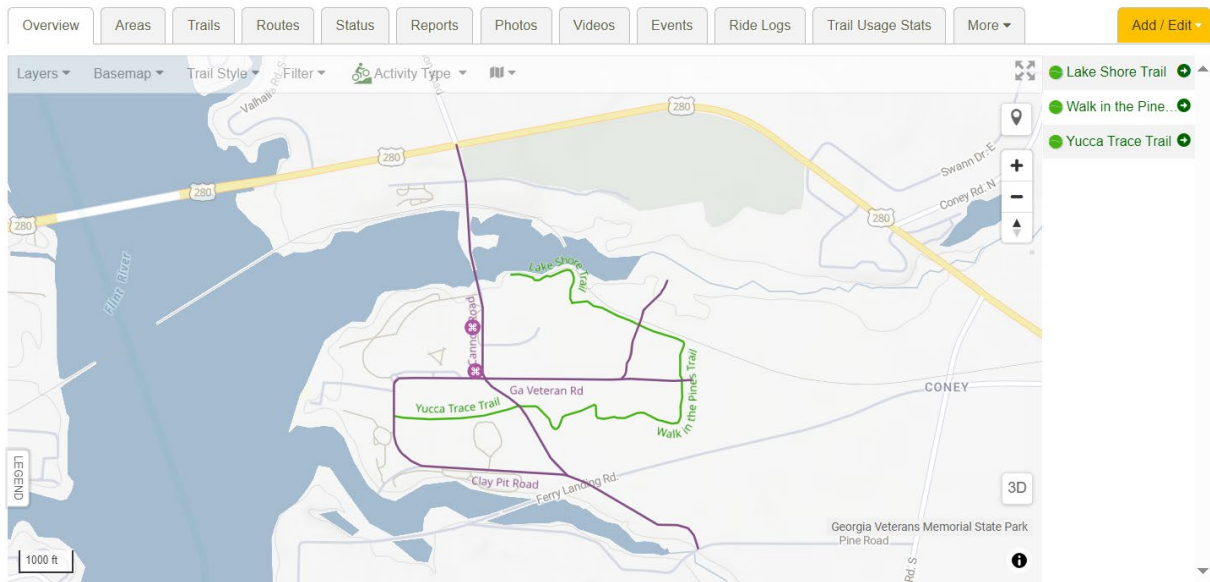 Overview
Areas
Trails
Routes
Status
Reports
Photos
Videos
Events
Ride Logs
Trail Usage Stats
More
Add / Edit
Layers
Basemap
Trail Style
Filter
Activity Type
Lake Shore Trail
Walk in the Pine...
Yucca Trace Trail
280
280
280
280
280
Swann Dr. E
Coney Rd. N
Flint River
Lake Shore Trail
Cannon Road
Ga Veteran Rd
Yucca Trace Trail
Walk in the Pines Trail
CONEY
Clay Pit Road
Ferry Landing Rd.
LEGEND
3D
Georgia Veterans Memorial State Park
Pine Road
Rd. S
1000 ft